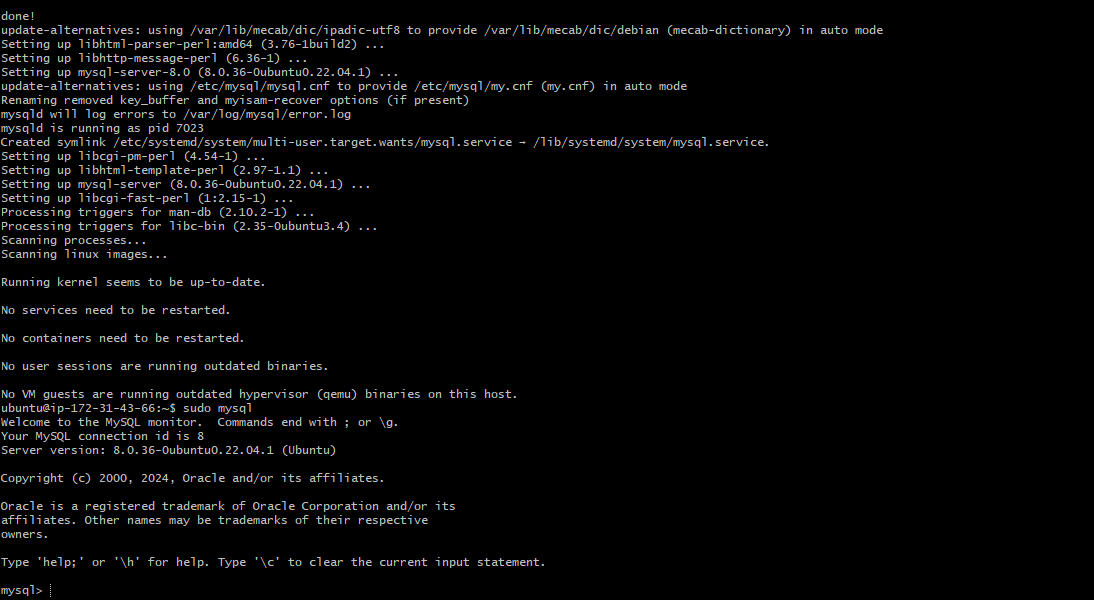 done!
update-alternatives: using /var/lib/mecab/dic/ipadic-utf8 to provide /var/lib/mecab/dic/debian (mecab-dictionary) in auto mode
Setting up libhtml-parser-perl:amd64 (3.76-1build2) ...
Setting up libhttp-message-perl (6.36-1) ...
Setting up mysql-server-8.0 (8.0.36-0ubuntu0.22.04.1) ...
update-alternatives: using /etc/mysql/mysql.cnf to provide /etc/mysql/my.cnf (my.cnf) in auto mode
Renaming removed key_buffer and myisam-recover options (if present)
mysqld will log errors to /var/log/mysql/error.log
mysqld is running as pid 7023
Created symlink /etc/systemd/system/multi-user.target.wants/mysql.service → /lib/systemd/system/mysql.service.
Setting up libcgi-pm-perl (4.54-1) ...
Setting up libhtml-template-perl (2.97-1.1) ...
Setting up mysql-server (8.0.36-0ubuntu0.22.04.1) ...
Setting up libcgi-fast-perl (1:2.15-1) ...
Processing triggers for man-db (2.10.2-1) ...
Processing triggers for libc-bin (2.35-0ubuntu3.4) ...
Scanning processes...
Scanning linux images...
Running kernel seems to be up-to-date.
No services need to be restarted.
No containers need to be restarted.
No user sessions are running outdated binaries.
No VM guests are running outdated hypervisor (qemu) binaries on this host.
ubuntu@ip-172-31-43-66:~$ sudo mysql
Welcome to the MySQL monitor.  Commands end with ; or \g.
Your MySQL connection id is 8
Server version: 8.0.36-0ubuntu0.22.04.1 (Ubuntu)
Copyright (c) 2000, 2024, Oracle and/or its affiliates.
Oracle is a registered trademark of Oracle Corporation and/or its
affiliates. Other names may be trademarks of their respective
owners.
Type 'help;' or '\h' for help. Type '\c' to clear the current input statement.
mysql>